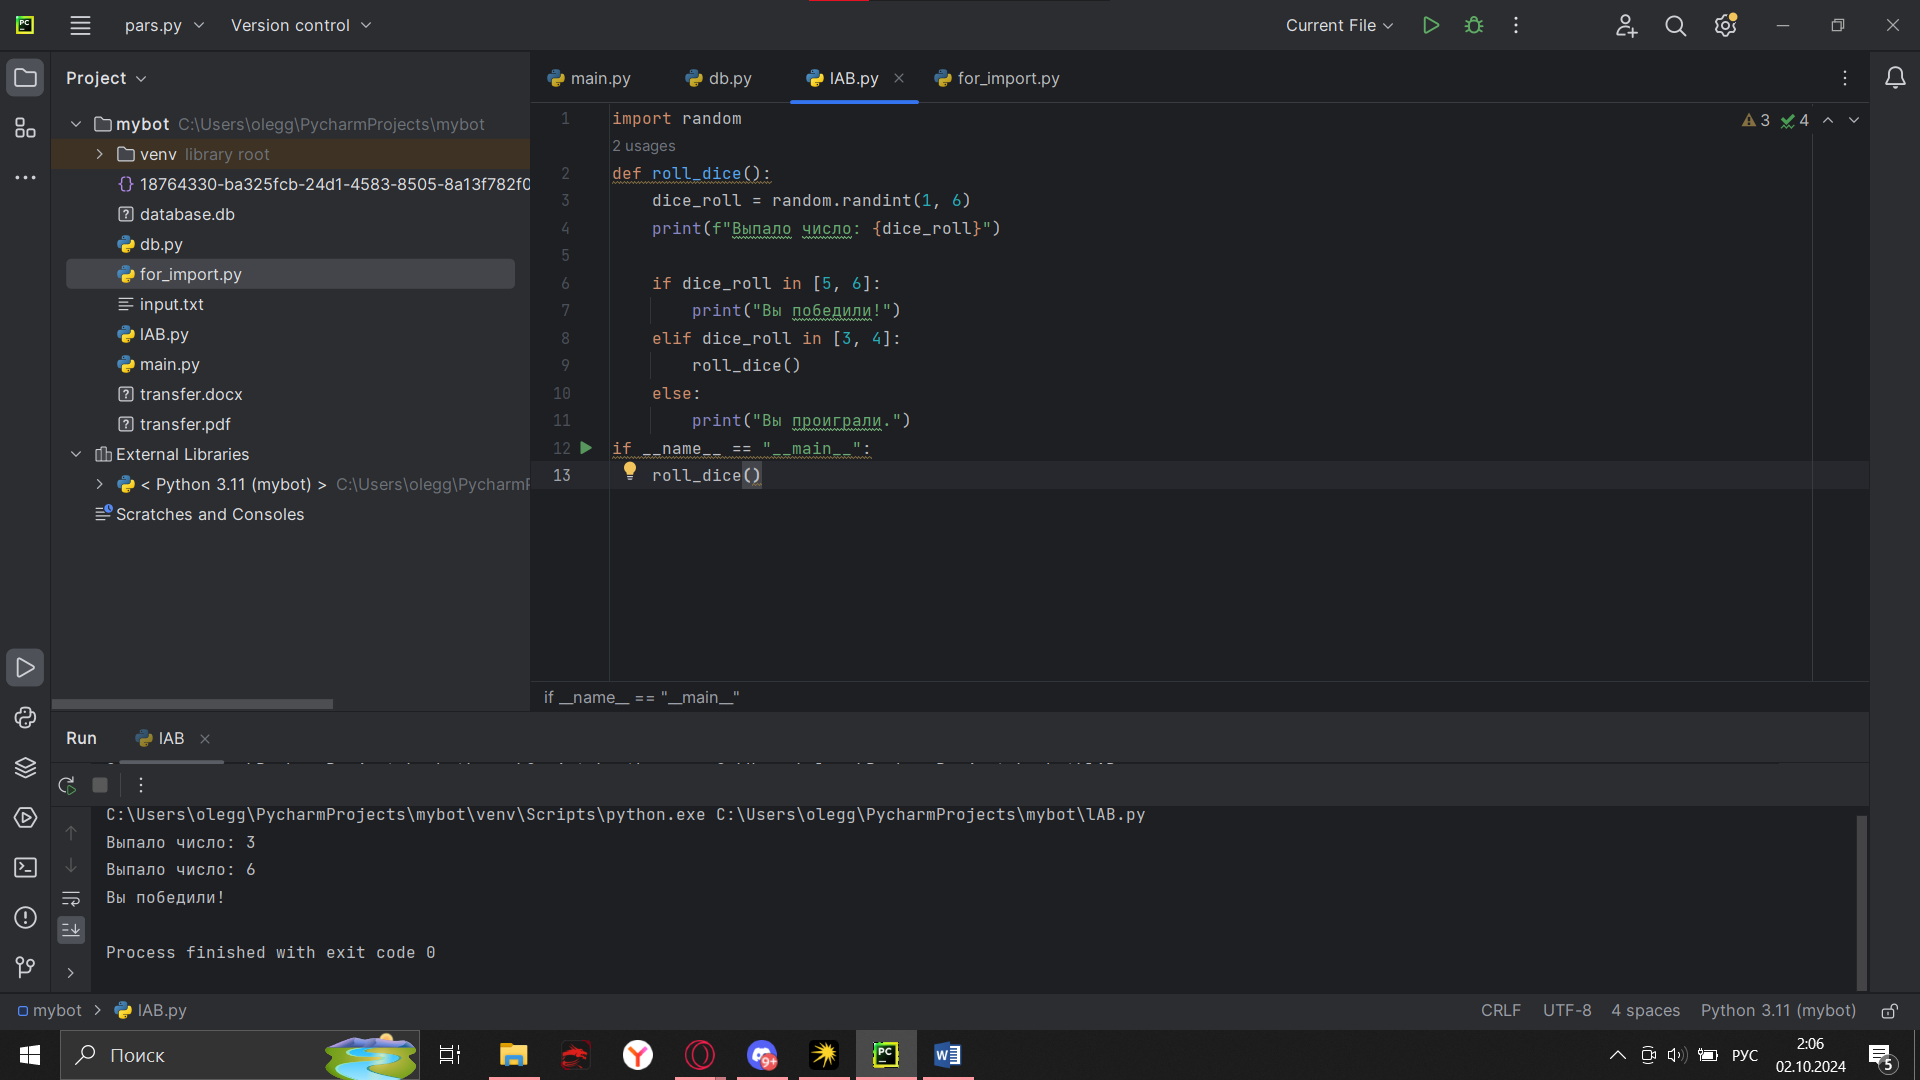 pars.py
Version control
Current File
Project
main.py
db.py
lAB.py
for_import.py
mybot C:\Users\olegg\PycharmProjects\mybot
venv library root
18764330-ba325fcb-24d1-4583-8505-8a13f782f0
database.db
db.py
for_import.py
input.txt
lAB.py
main.py
transfer.docx
transfer.pdf
External Libraries
< Python 3.11 (mybot) > C:\Users\olegg\PycharmP
Scratches and Consoles
3 4
1 import random
2 usages
2 def roll_dice():
3 dice_roll = random.randint(1, 6)
4 print(f"Выпало число: {dice_roll}")
5
6 if dice_roll in [5, 6]:
7 print("Вы победили!")
8 elif dice_roll in [3, 4]:
9 roll_dice()
10 else:
11 print("Вы проиграли.")
12 if __name__ == "__main__":
13 roll_dice()
if __name__ == "__main__"
Run
lAB
C:\Users\olegg\PycharmProjects\mybot\venv\Scripts\python.exe C:\Users\olegg\PycharmProjects\mybot\lAB.py
Выпало число: 3
Выпало число: 6
Вы победили!
Process finished with exit code 0
mybot > lAB.py
CRLF UTF-8 4 spaces Python 3.11 (mybot)
Поиск
9+
РУС
2:06
02.10.2024
5